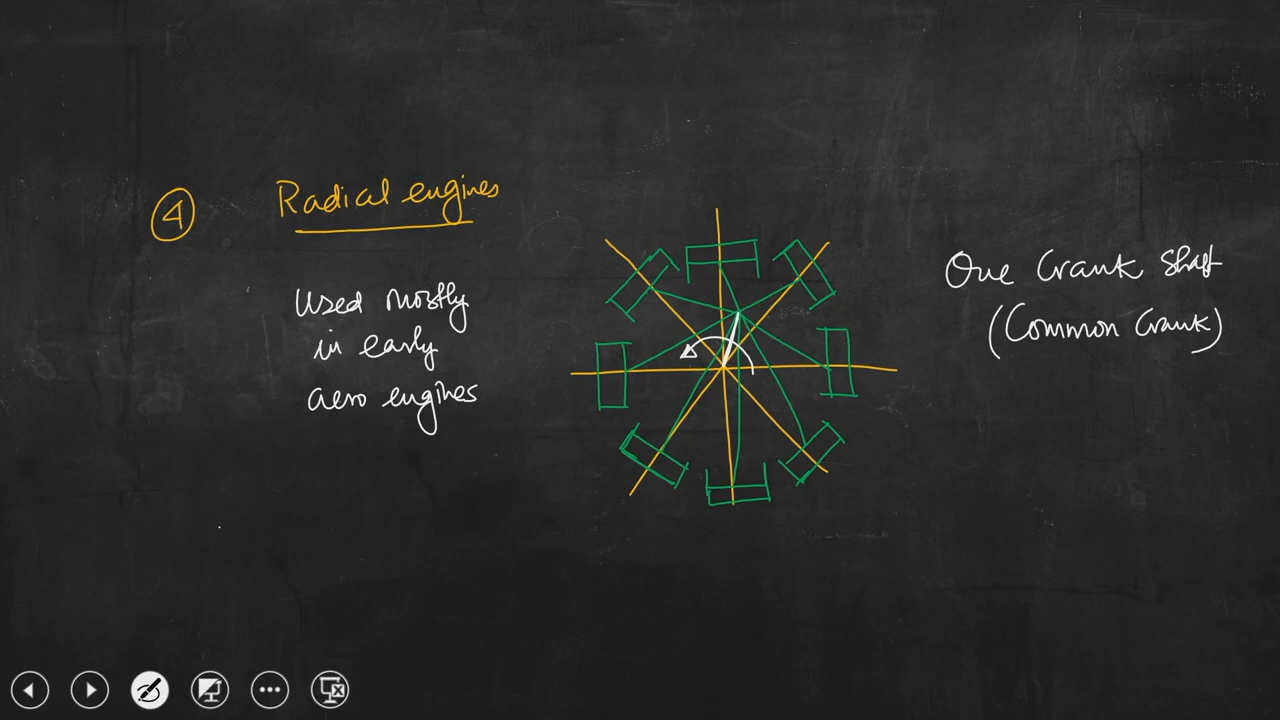 4 Radial engines
Used mostly
in early
aero engines
One Crank Shaft
(Common Crank)